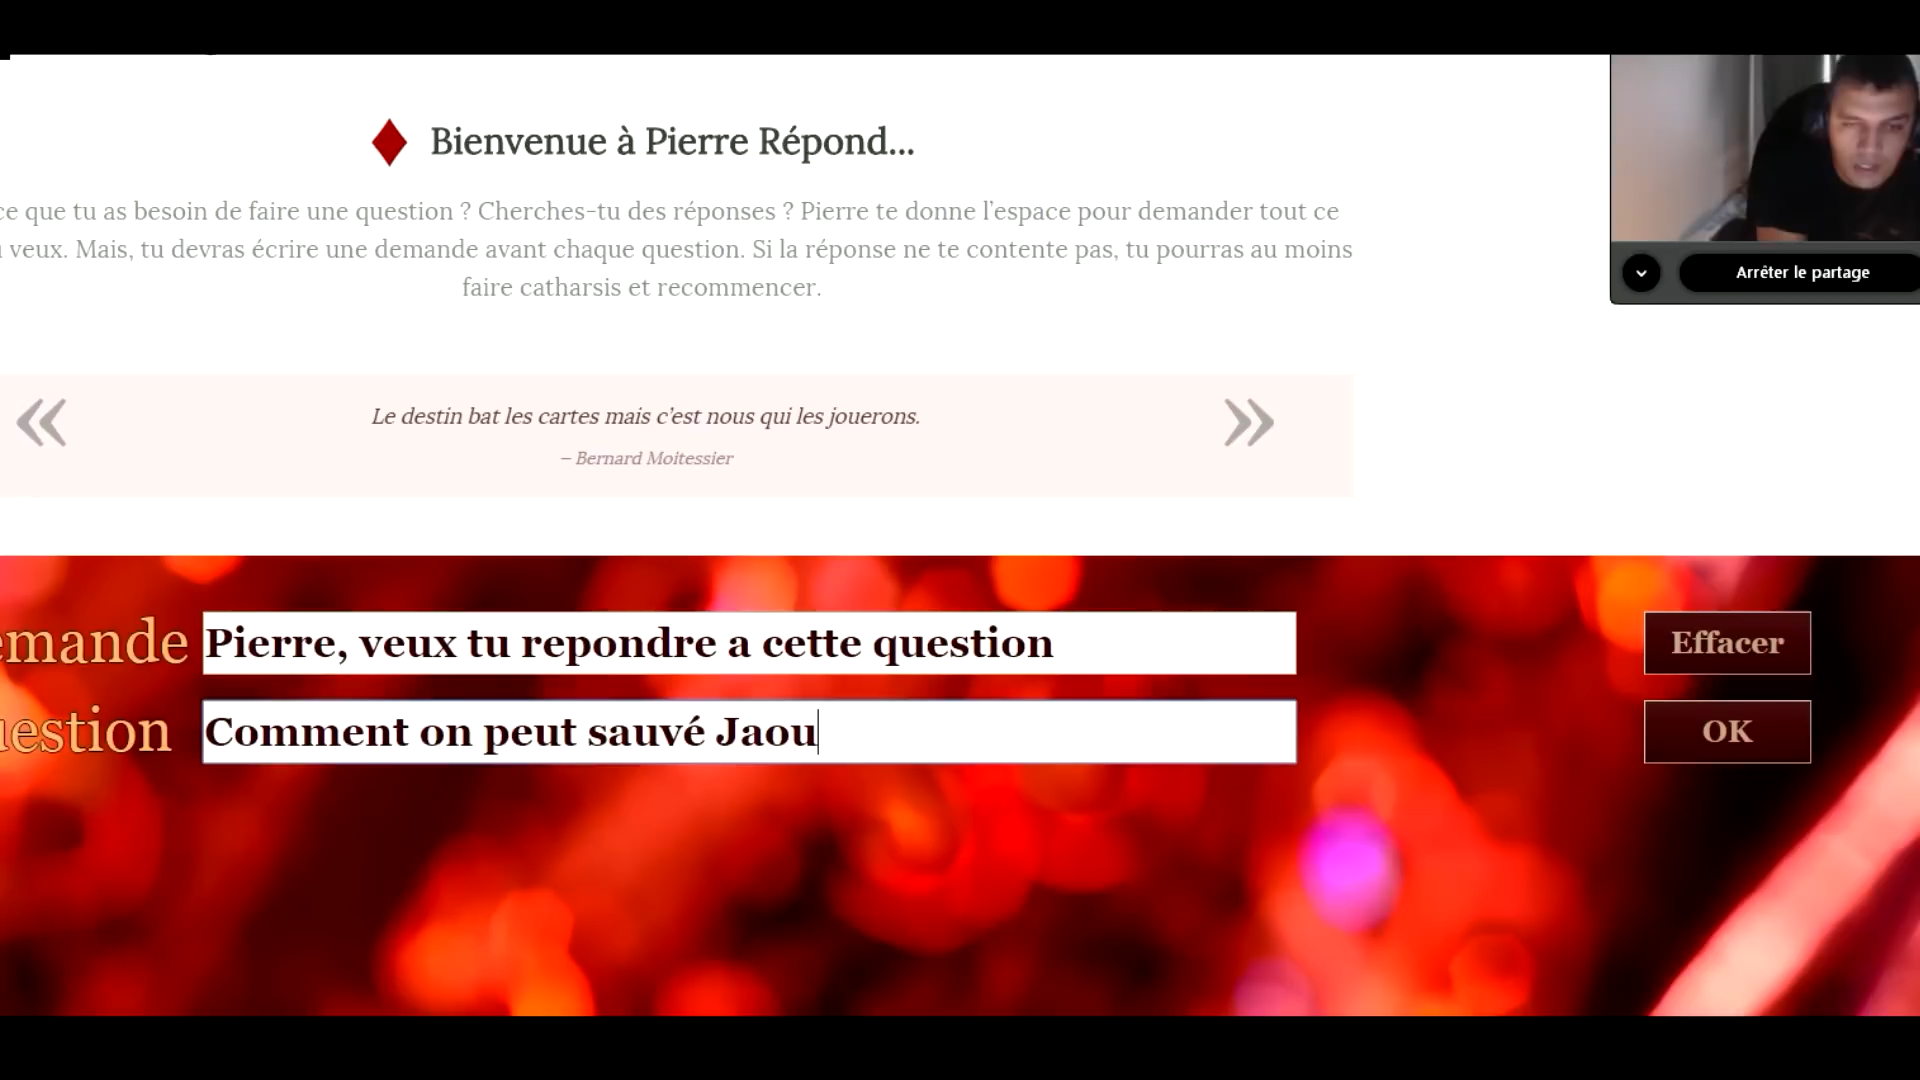 Bienvenue à Pierre Répond...
ce que tu as besoin de faire une question ? Cherches-tu des réponses ? Pierre te donne l'espace pour demander tout ce
veux. Mais, tu devras écrire une demande avant chaque question. Si la réponse ne te contente pas, tu pourras au moins
faire catharsis et recommencer.
Arrêter le partage
« Le destin bat les cartes mais c'est nous qui les jouerons. »
– Bernard Moitessier
emande Pierre, veux tu repondre a cette question Effacer
uestion Comment on peut sauvé Jaou OK